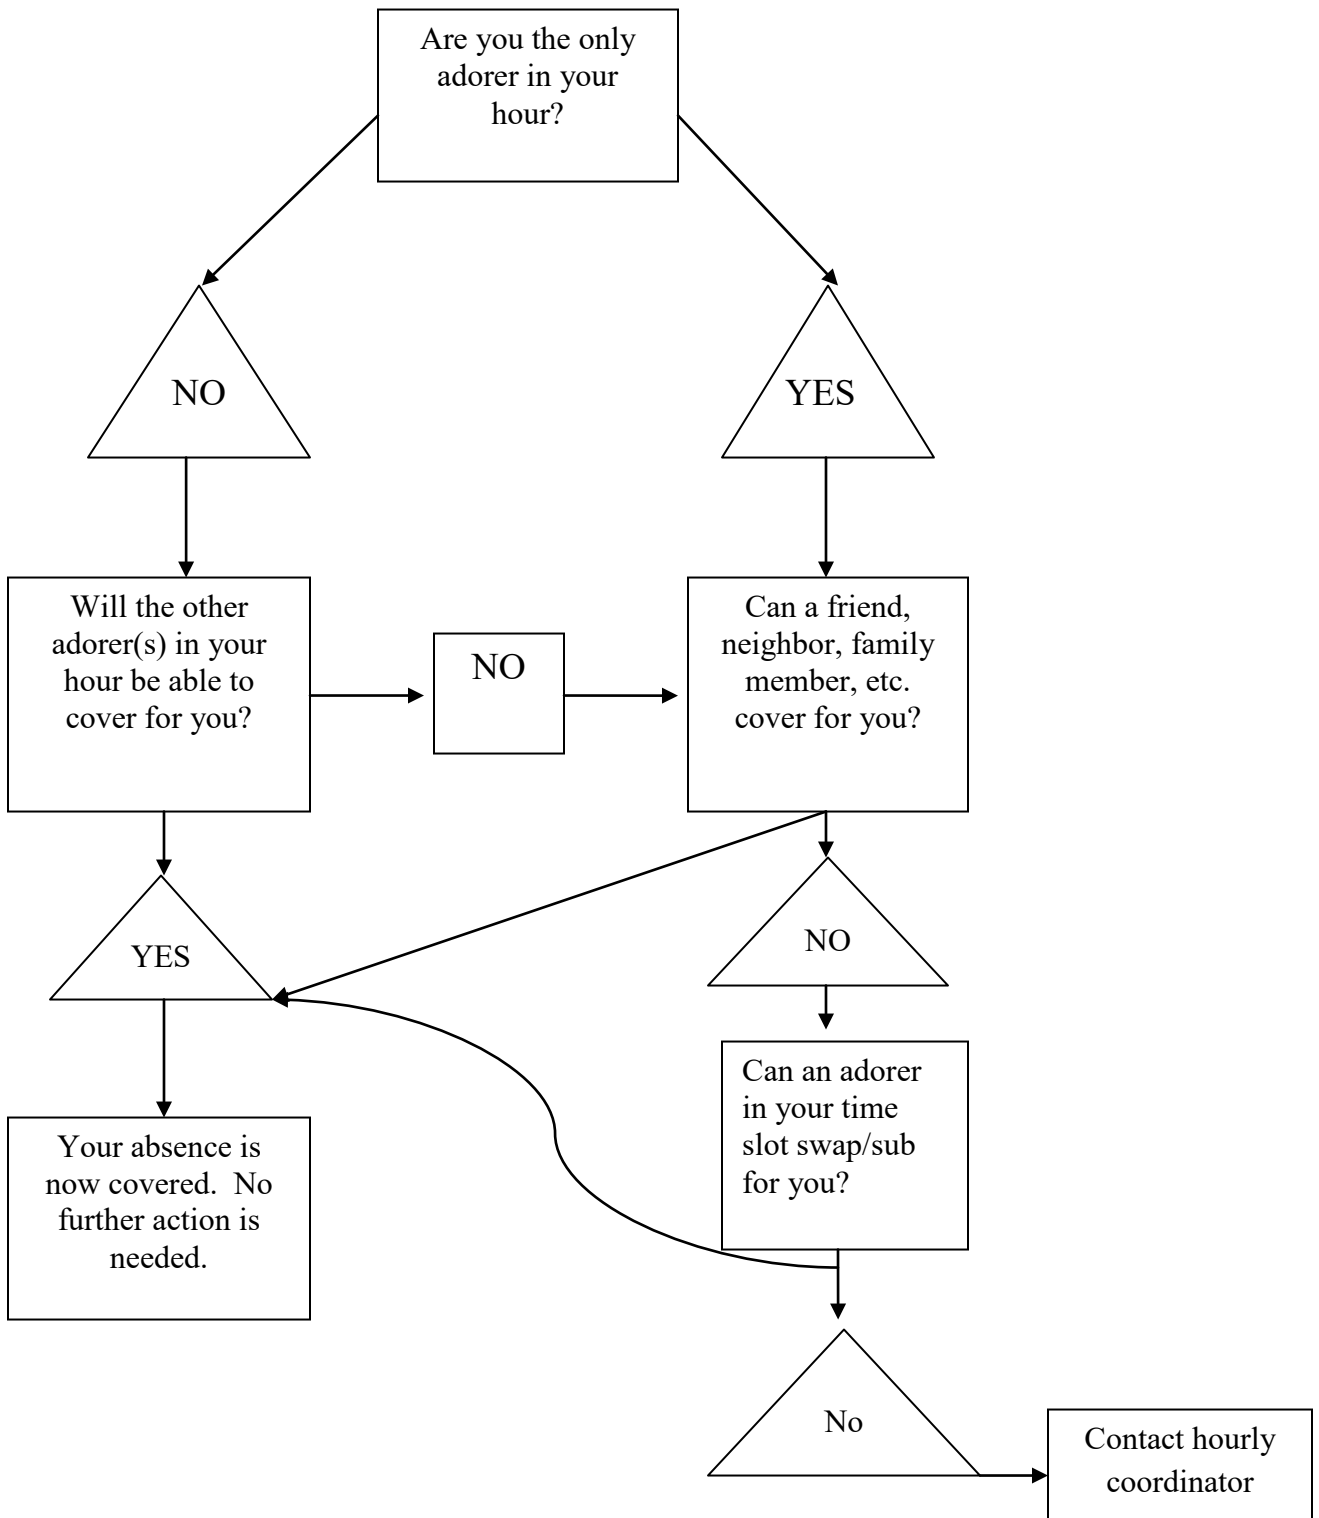 Are you the only
adorer in your
hour?
NO
YES
Will the other
adorer(s) in your
hour be able to
cover for you?
NO
Can a friend,
neighbor, family
member, etc.
cover for you?
YES
NO
Your absence is
now covered.  No
further action is
needed.
Can an adorer
in your time
slot swap/sub
for you?
No
Contact hourly
coordinator